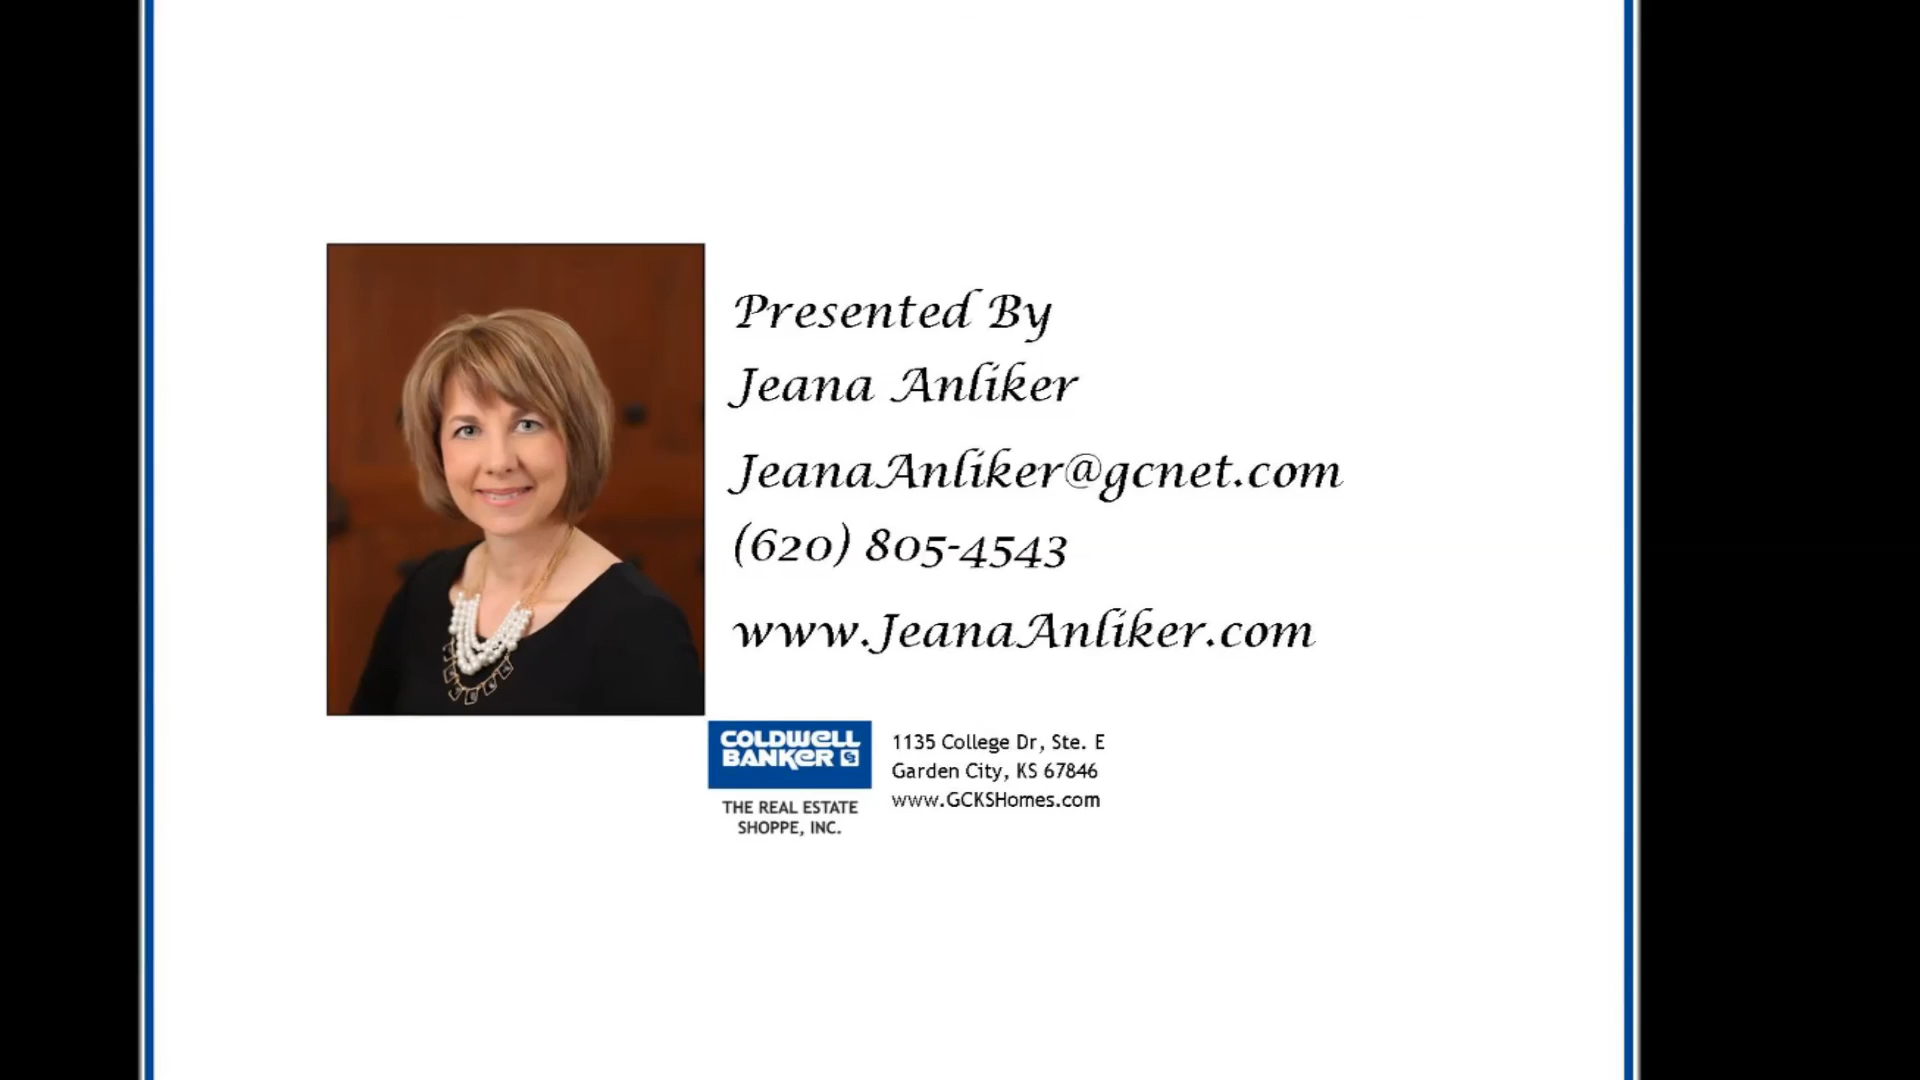 Presented By
Jeana Anliker
JeanaAnliker@gcnet.com
(620) 805-4543
www.JeanaAnliker.com
COLDWELL
BANKER
THE REAL ESTATE
SHOPPE, INC.
1135 College Dr, Ste. E
Garden City, KS 67846
www.GCKSHomes.com